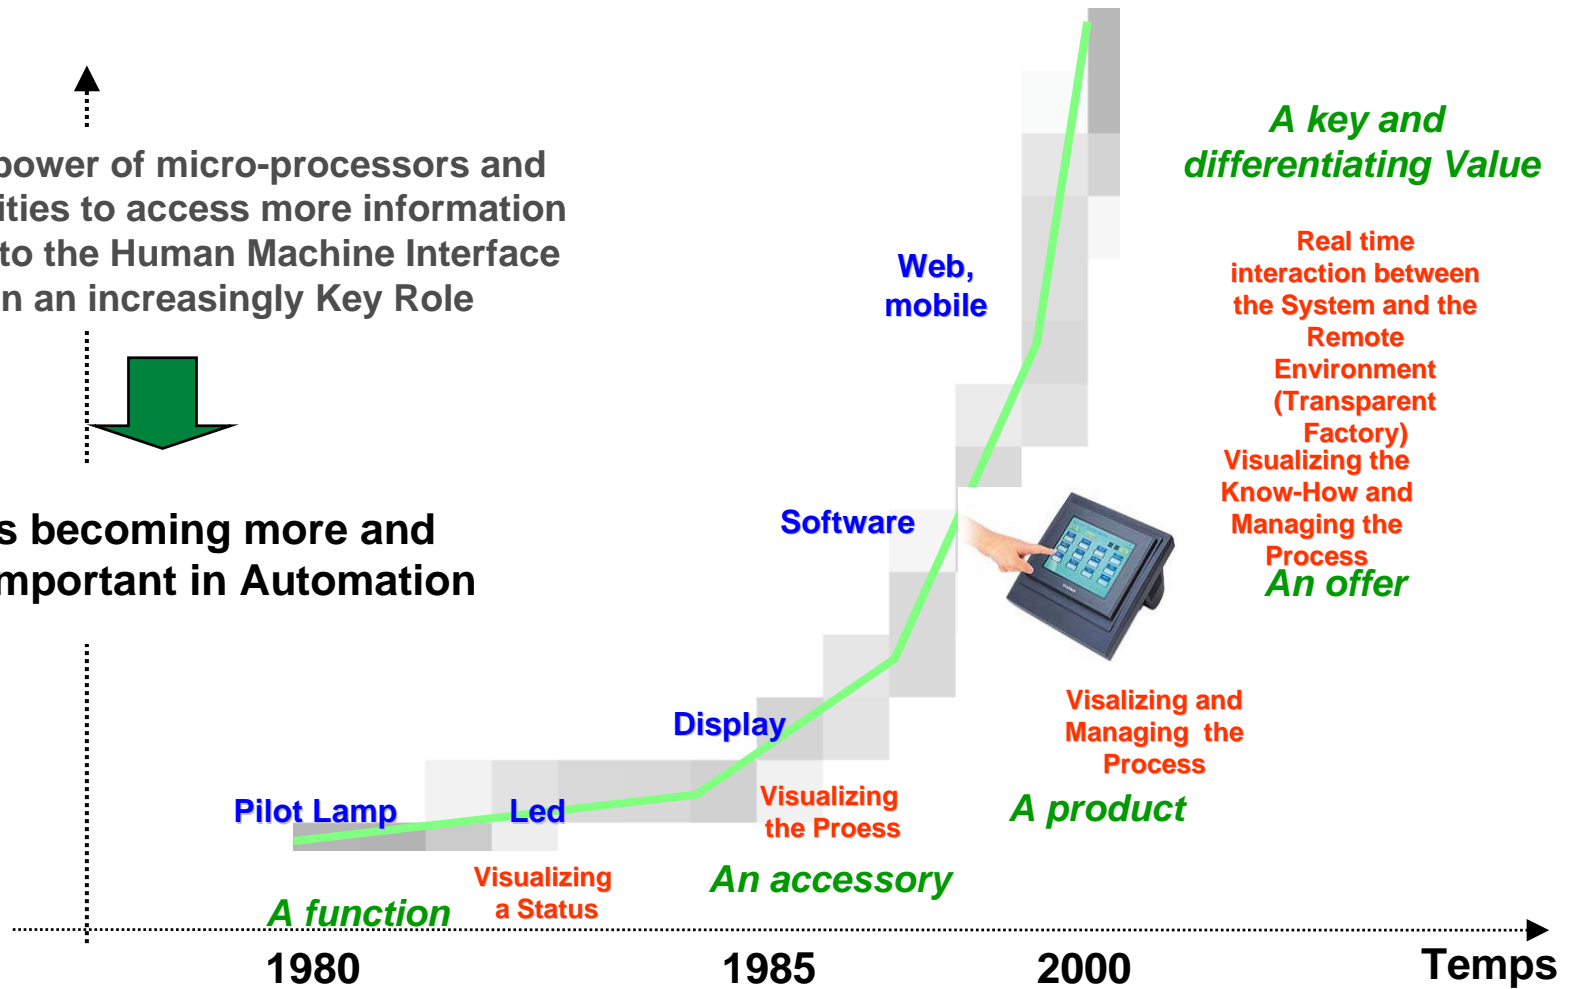 A key and
differentiating Value
power of micro-processors and
ities to access more information
to the Human Machine Interface
n an increasingly Key Role
Web,
mobile
Real time
interaction between
the System and the
Remote
Environment
(Transparent
Factory)
Visualizing the
Know-How and
Managing the
Process
An offer
s becoming more and
mportant in Automation
Software
Visalizing and
Managing the
Process
A product
Display
Visualizing
the Proess
An accessory
Pilot Lamp
Led
Visualizing
a Status
A function
1980
1985
2000
Temps